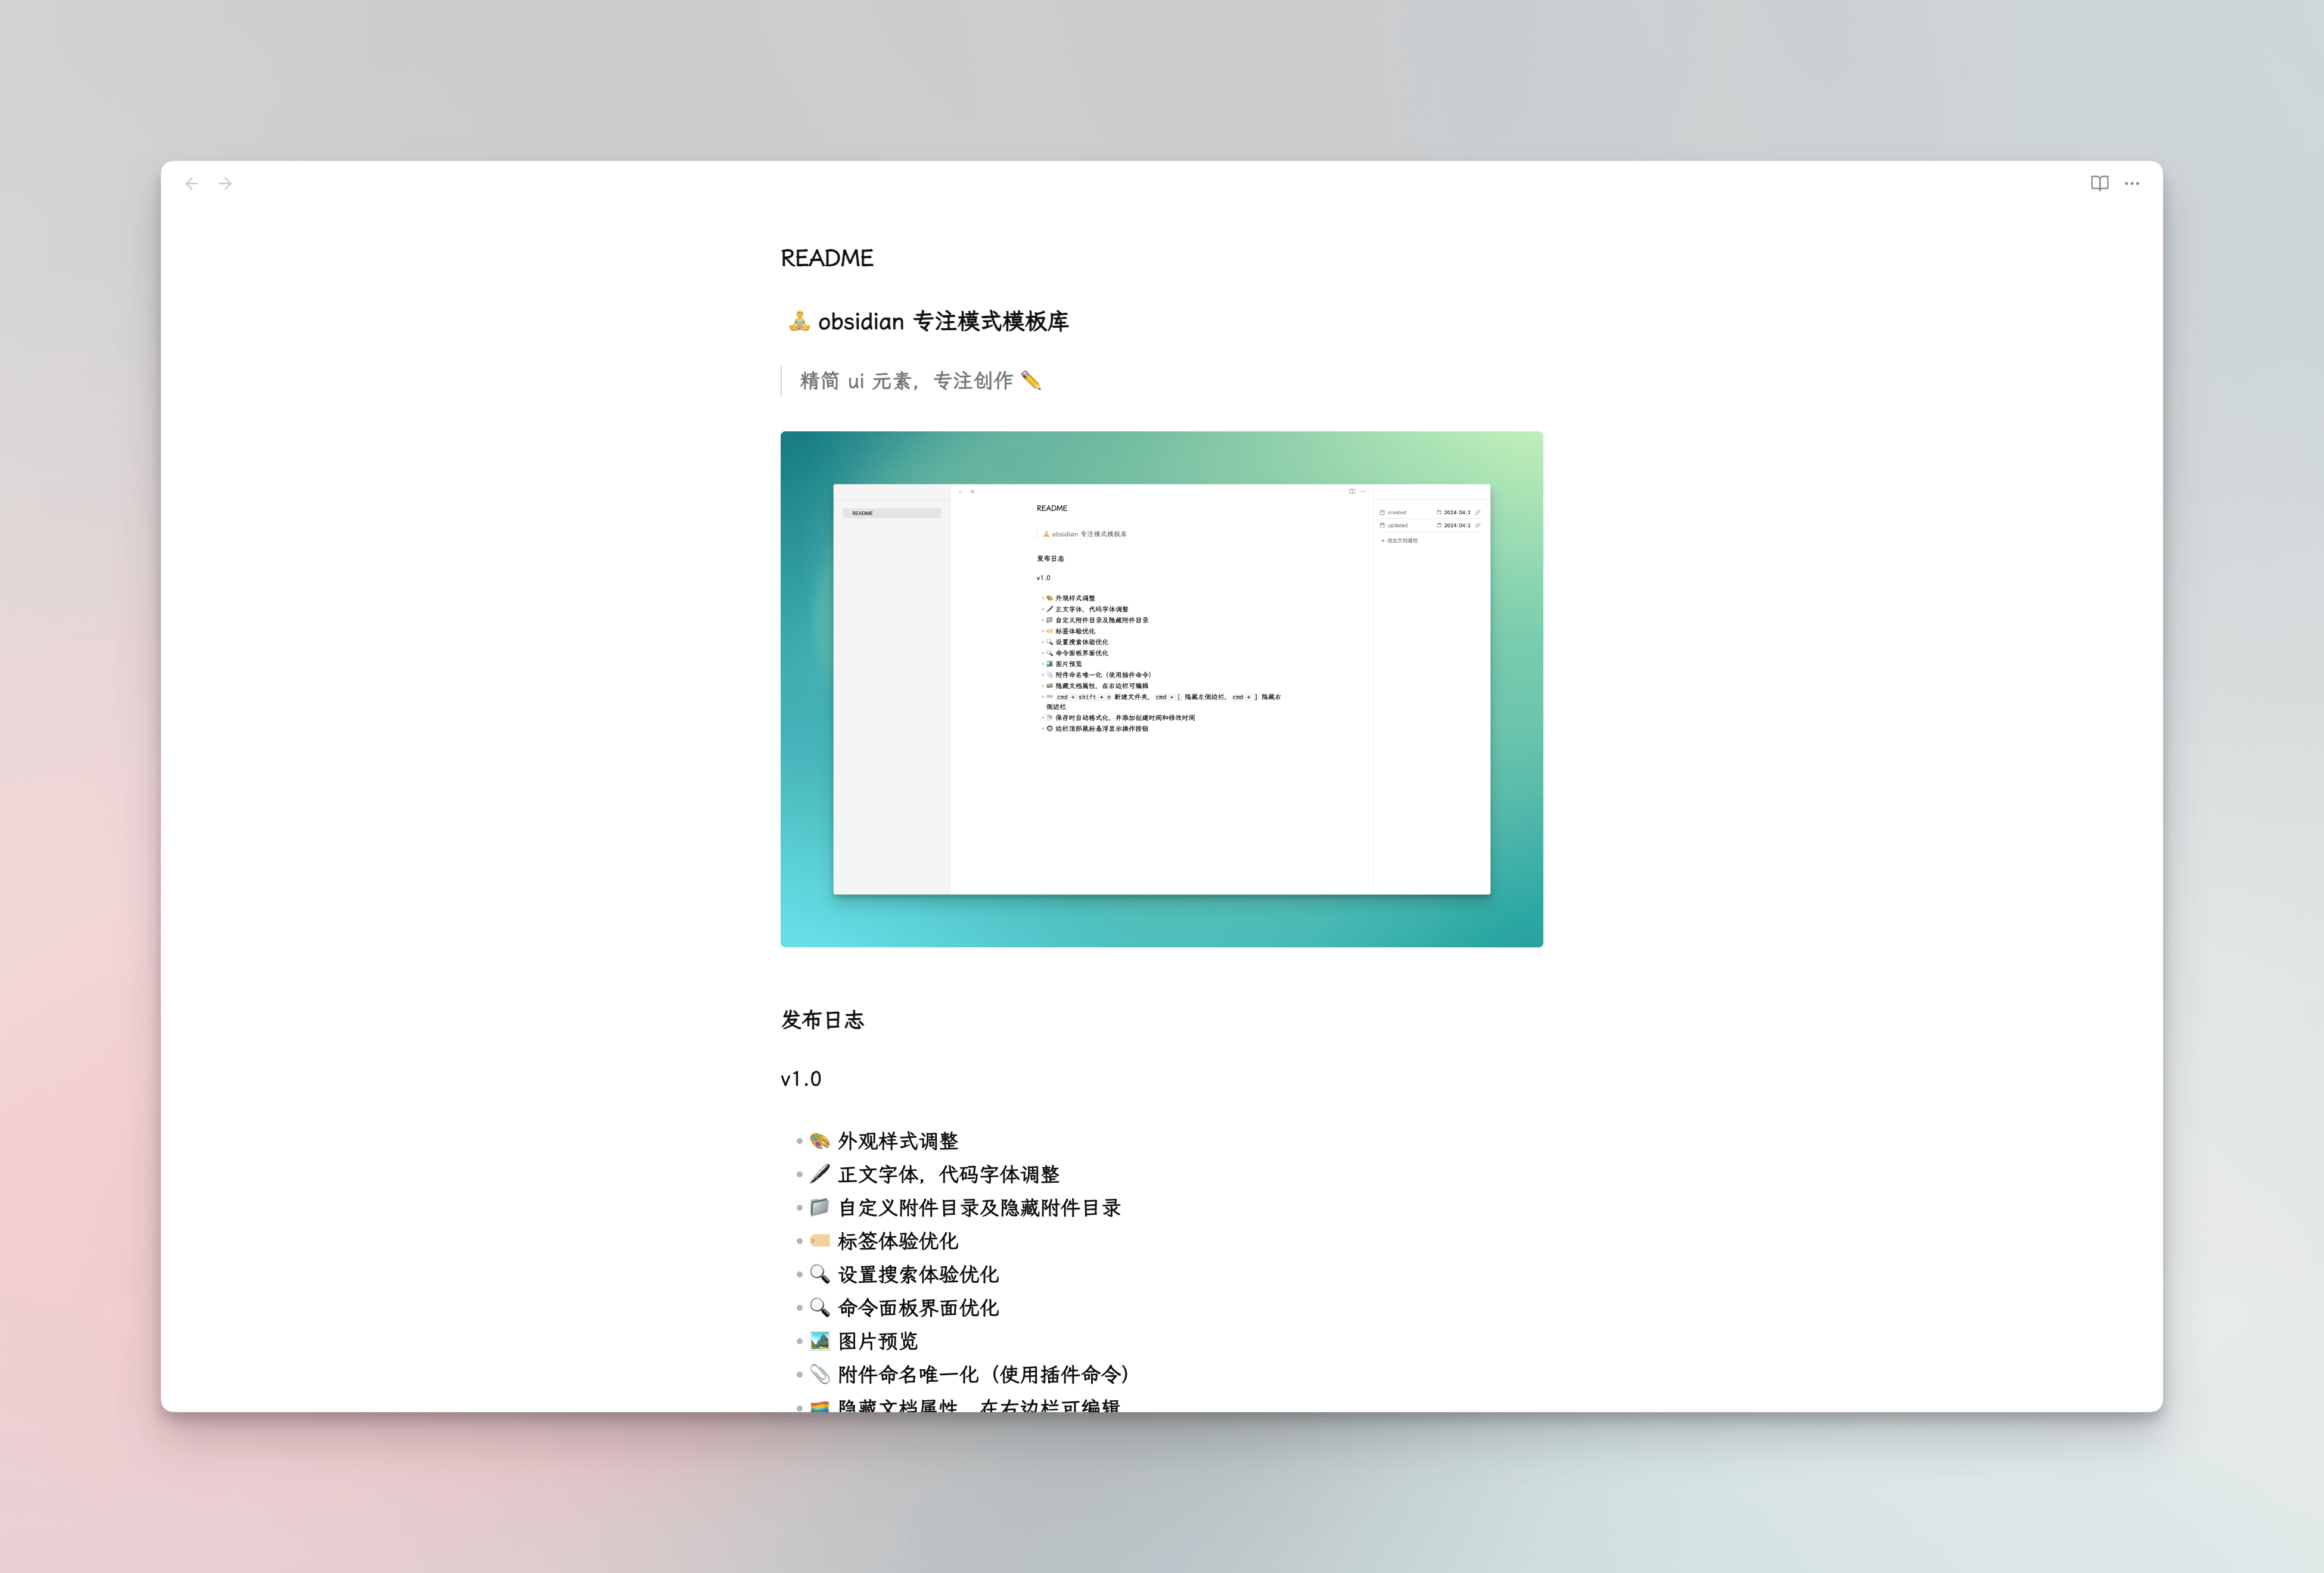 README
🧘 obsidian 专注模式模板库
精简 ui 元素，专注创作 ✏️
README
README
🧘 obsidian 专注模式模板库
发布日志
v1.0
🎨 外观样式调整
🖋 正文字体，代码字体调整
📁 自定义附件目录及隐藏附件目录
🏷 标签体验优化
🔍 设置搜索体验优化
🔍 命令面板界面优化
🏞 图片预览
📎 附件命名唯一化（使用插件命令）
🏳️‍🌈 隐藏文档属性，在右边栏可编辑
⌨️ cmd + shift + n 新建文件夹，cmd + [ 隐藏左侧边栏，cmd + ] 隐藏右
侧边栏
保存时自动格式化，并添加创建时间和修改时间
边栏顶部鼠标悬浮显示操作按钮
created 2024/04/2
updated 2024/04/2
+ 添加文档属性
发布日志
v1.0
🎨 外观样式调整
🖋 正文字体，代码字体调整
📁 自定义附件目录及隐藏附件目录
🏷 标签体验优化
🔍 设置搜索体验优化
🔍 命令面板界面优化
🏞 图片预览
📎 附件命名唯一化（使用插件命令）
🏳️‍🌈 隐藏文档属性，在右边栏可编辑